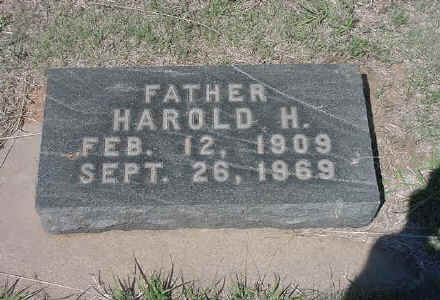 FATHER
HAROLD H.
FEB. 12, 1909
SEPT. 26, 1969